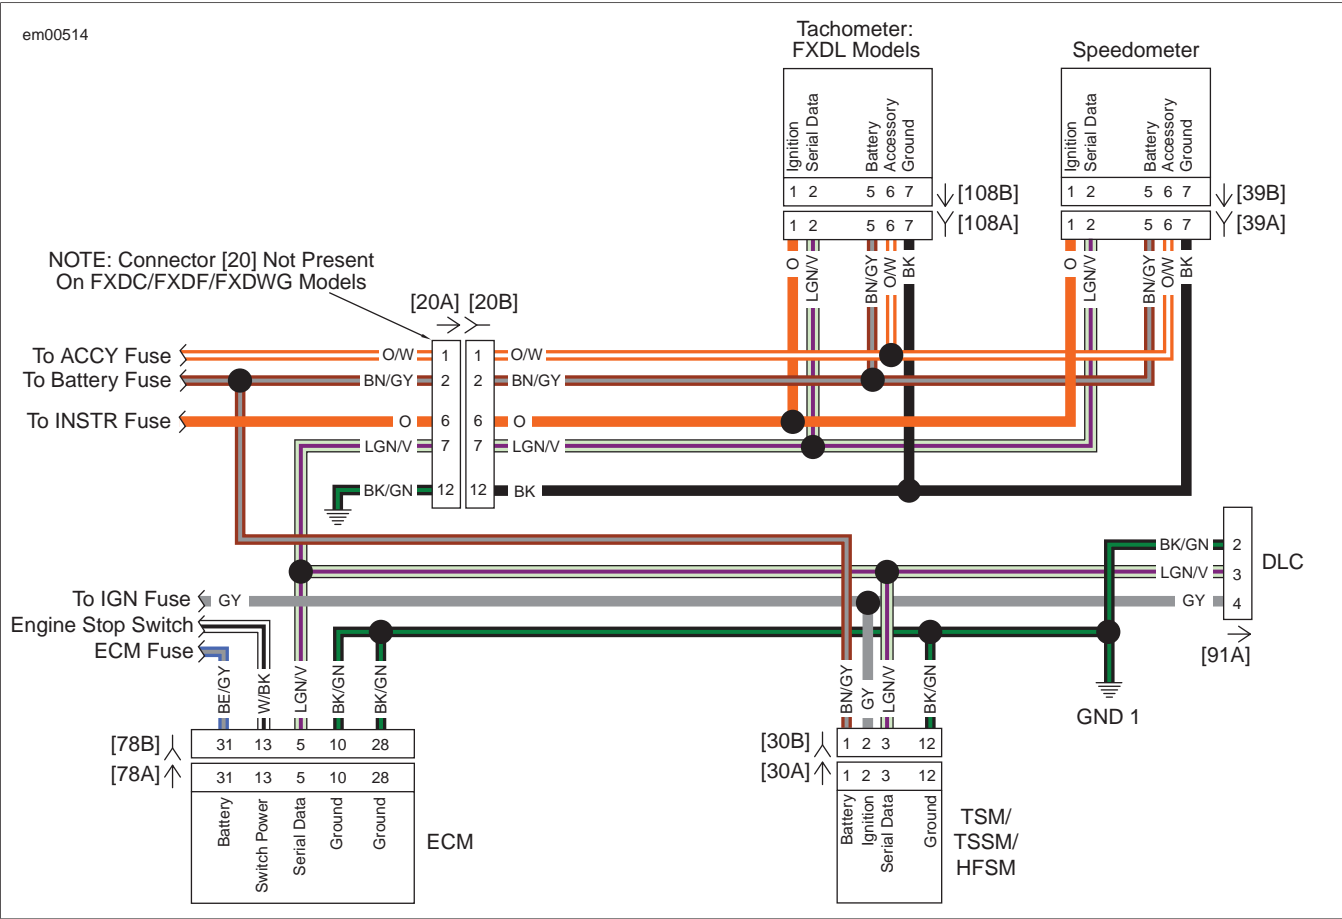 em00514
Tachometer:
FXDL Models
Speedometer
Ignition
Serial Data
Battery
Accessory
Ground
Ignition
Serial Data
Battery
Accessory
Ground
1 2 5 6 7
[108B]
1 2 5 6 7
[39B]
1 2 5 6 7
[108A]
1 2 5 6 7
[39A]
O
LGN/V
BN/GY
O/W
BK
O
LGN/V
BN/GY
O/W
BK
NOTE: Connector [20] Not Present
On FXDC/FXDF/FXDWG Models
[20A] [20B]
To ACCY Fuse O/W 1 1 O/W
To Battery Fuse BN/GY 2 2 BN/GY
To INSTR Fuse O 6 6 O
LGN/V 7 7 LGN/V
BK/GN 12 12 BK
BK/GN 2
LGN/V 3
GY 4
DLC
[91A]
To IGN Fuse GY
Engine Stop Switch
ECM Fuse
GND 1
BE/GY
W/BK
LGN/V
BK/GN
BK/GN
BN/GY
GY
LGN/V
BK/GN
[78B]
31 13 5 10 28
[78A]
31 13 5 10 28
Battery
Switch Power
Serial Data
Ground
Ground
ECM
[30B]
1 2 3 12
[30A]
1 2 3 12
Battery
Ignition
Serial Data
Ground
TSM/
TSSM/
HFSM